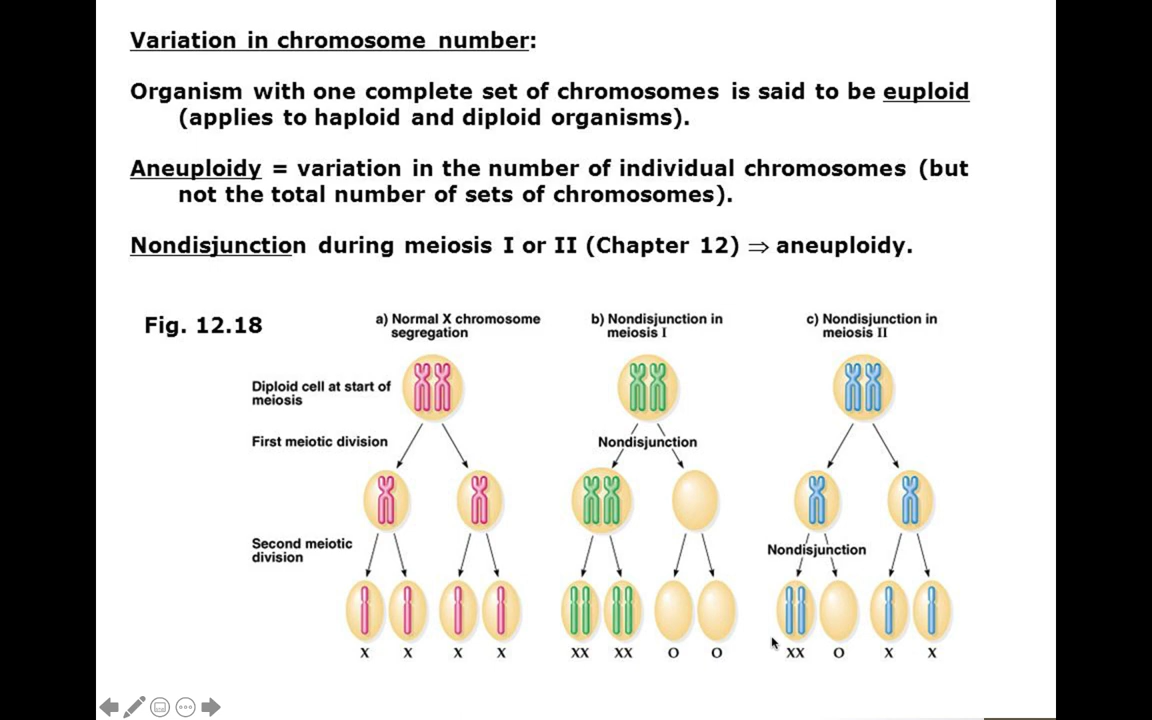 Variation in chromosome number:
Organism with one complete set of chromosomes is said to be euploid
(applies to haploid and diploid organisms).
Aneuploidy = variation in the number of individual chromosomes (but
not the total number of sets of chromosomes).
Nondisjunction during meiosis I or II (Chapter 12) ⇒ aneuploidy.
Fig. 12.18
a) Normal X chromosome
segregation
b) Nondisjunction in
meiosis I
c) Nondisjunction in
meiosis II
Diploid cell at start of
meiosis
First meiotic division
Nondisjunction
Second meiotic
division
Nondisjunction
X X X X XX XX O O XX O X X